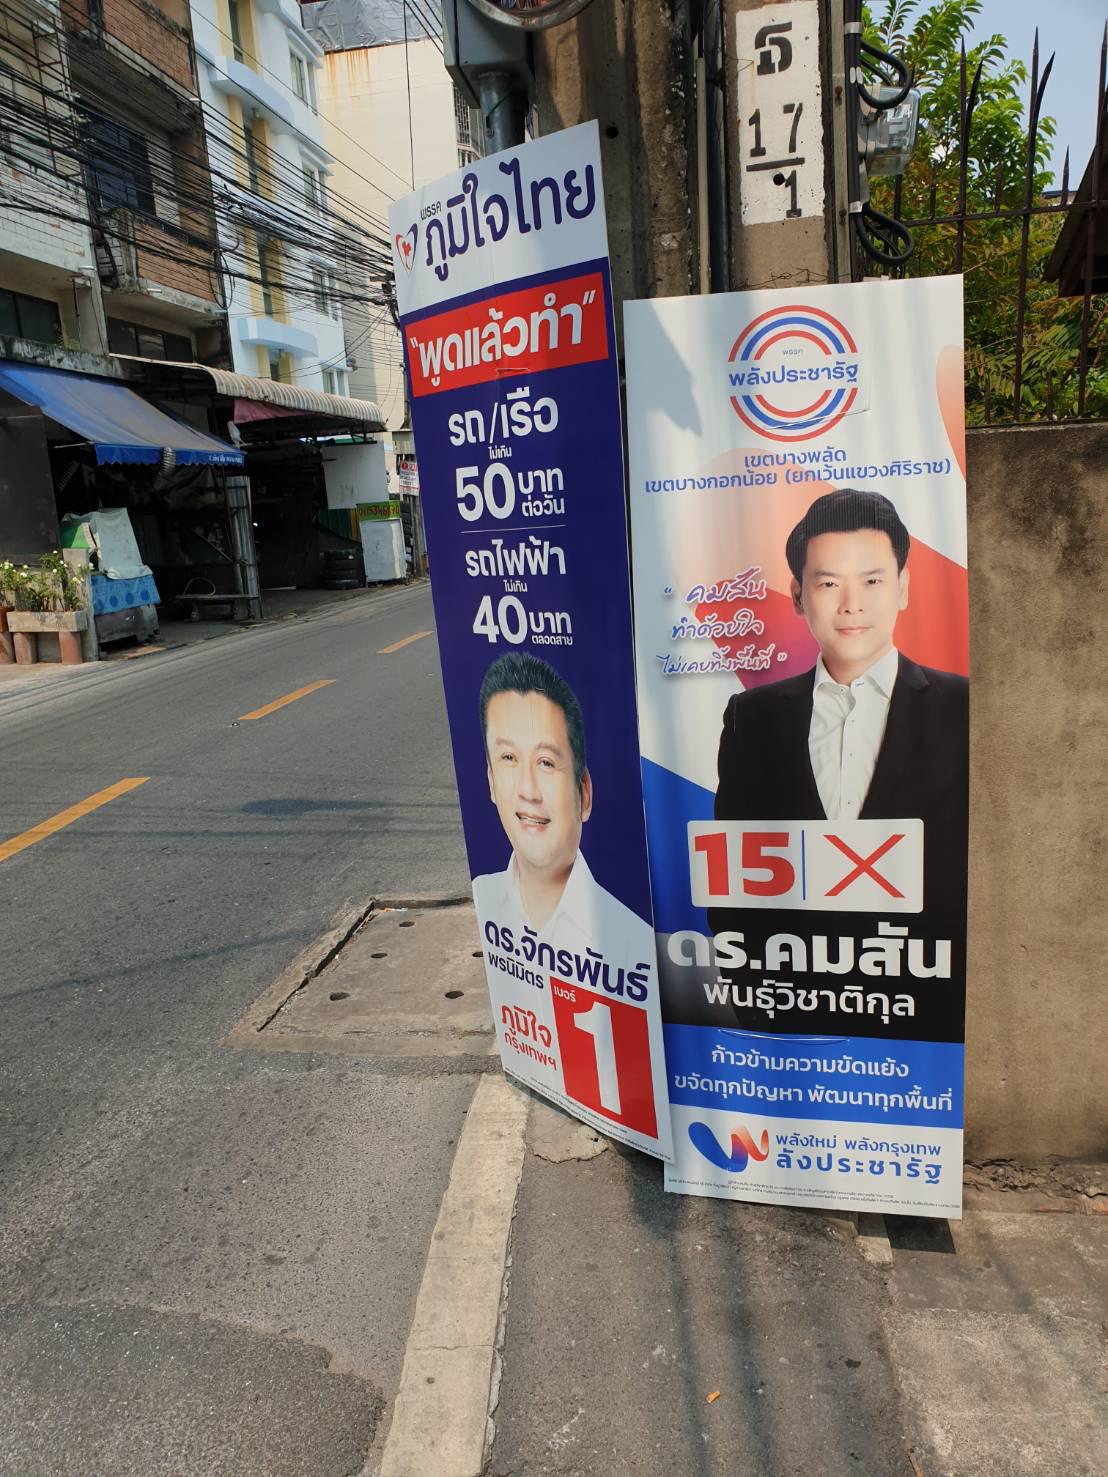 ธ
17
1
พรรค
ภูมิใจไทย
"พูดแล้วทำ"
รถ/เรือ
ไม่เกิน
50 บาท
ต่อวัน
รถไฟฟ้า
ไม่เกิน
40 บาท
ตลอดสาย
ดร.จักรพันธ์
พรนิมิตร
ภูมิใจ
กรุงเทพฯ
เบอร์
1
พรรค
พลังประชารัฐ
เขตบางพลัด
เขตบางกอกน้อย (ยกเว้นแขวงศิริราช)
"คมสัน
ทำด้วยใจ
ไม่เคยทิ้งพื้นที่"
15 X
ดร.คมสัน
พันธุ์วิชาติกุล
ก้าวข้ามความขัดแย้ง
ขจัดทุกปัญหา พัฒนาทุกพื้นที่
พลังใหม่ พลังกรุงเทพ
ลังประชารัฐ